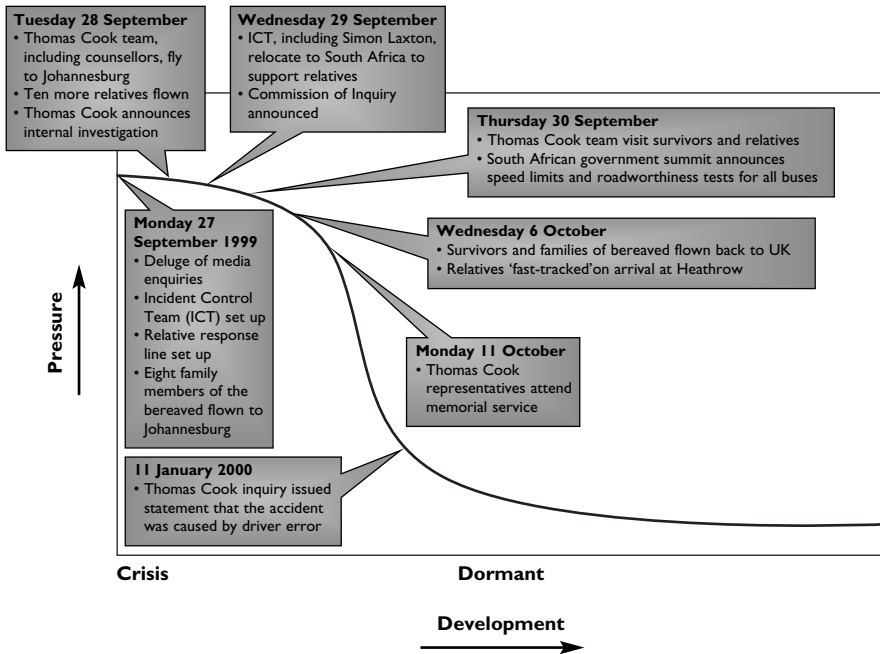 Tuesday 28 September
• Thomas Cook team,
including counsellors, fly
to Johannesburg
• Ten more relatives flown
• Thomas Cook announces
internal investigation
Wednesday 29 September
• ICT, including Simon Laxton,
relocate to South Africa to
support relatives
• Commission of Inquiry
announced
Thursday 30 September
• Thomas Cook team visit survivors and relatives
• South African government summit announces
speed limits and roadworthiness tests for all buses
Monday 27
September 1999
• Deluge of media
enquiries
• Incident Control
Team (ICT) set up
• Relative response
line set up
• Eight family
members of the
bereaved flown to
Johannesburg
Wednesday 6 October
• Survivors and families of bereaved flown back to UK
• Relatives ‘fast-tracked’on arrival at Heathrow
Monday 11 October
• Thomas Cook
representatives attend
memorial service
11 January 2000
• Thomas Cook inquiry issued
statement that the accident
was caused by driver error
Pressure
Crisis
Dormant
Development